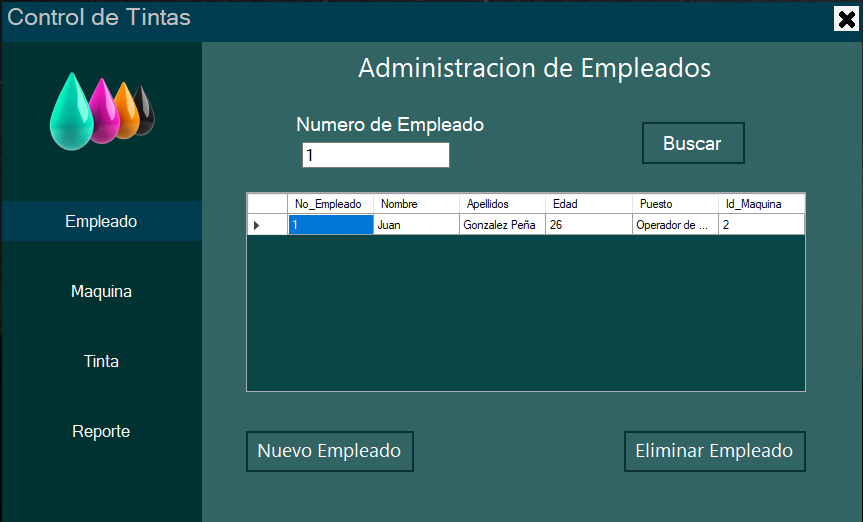 Control de Tintas
Administracion de Empleados
Numero de Empleado
1
Buscar
No_Empleado Nombre Apellidos Edad Puesto Id_Maquina
1 Juan Gonzalez Peña 26 Operador de ... 2
Empleado
Maquina
Tinta
Reporte
Nuevo Empleado
Eliminar Empleado